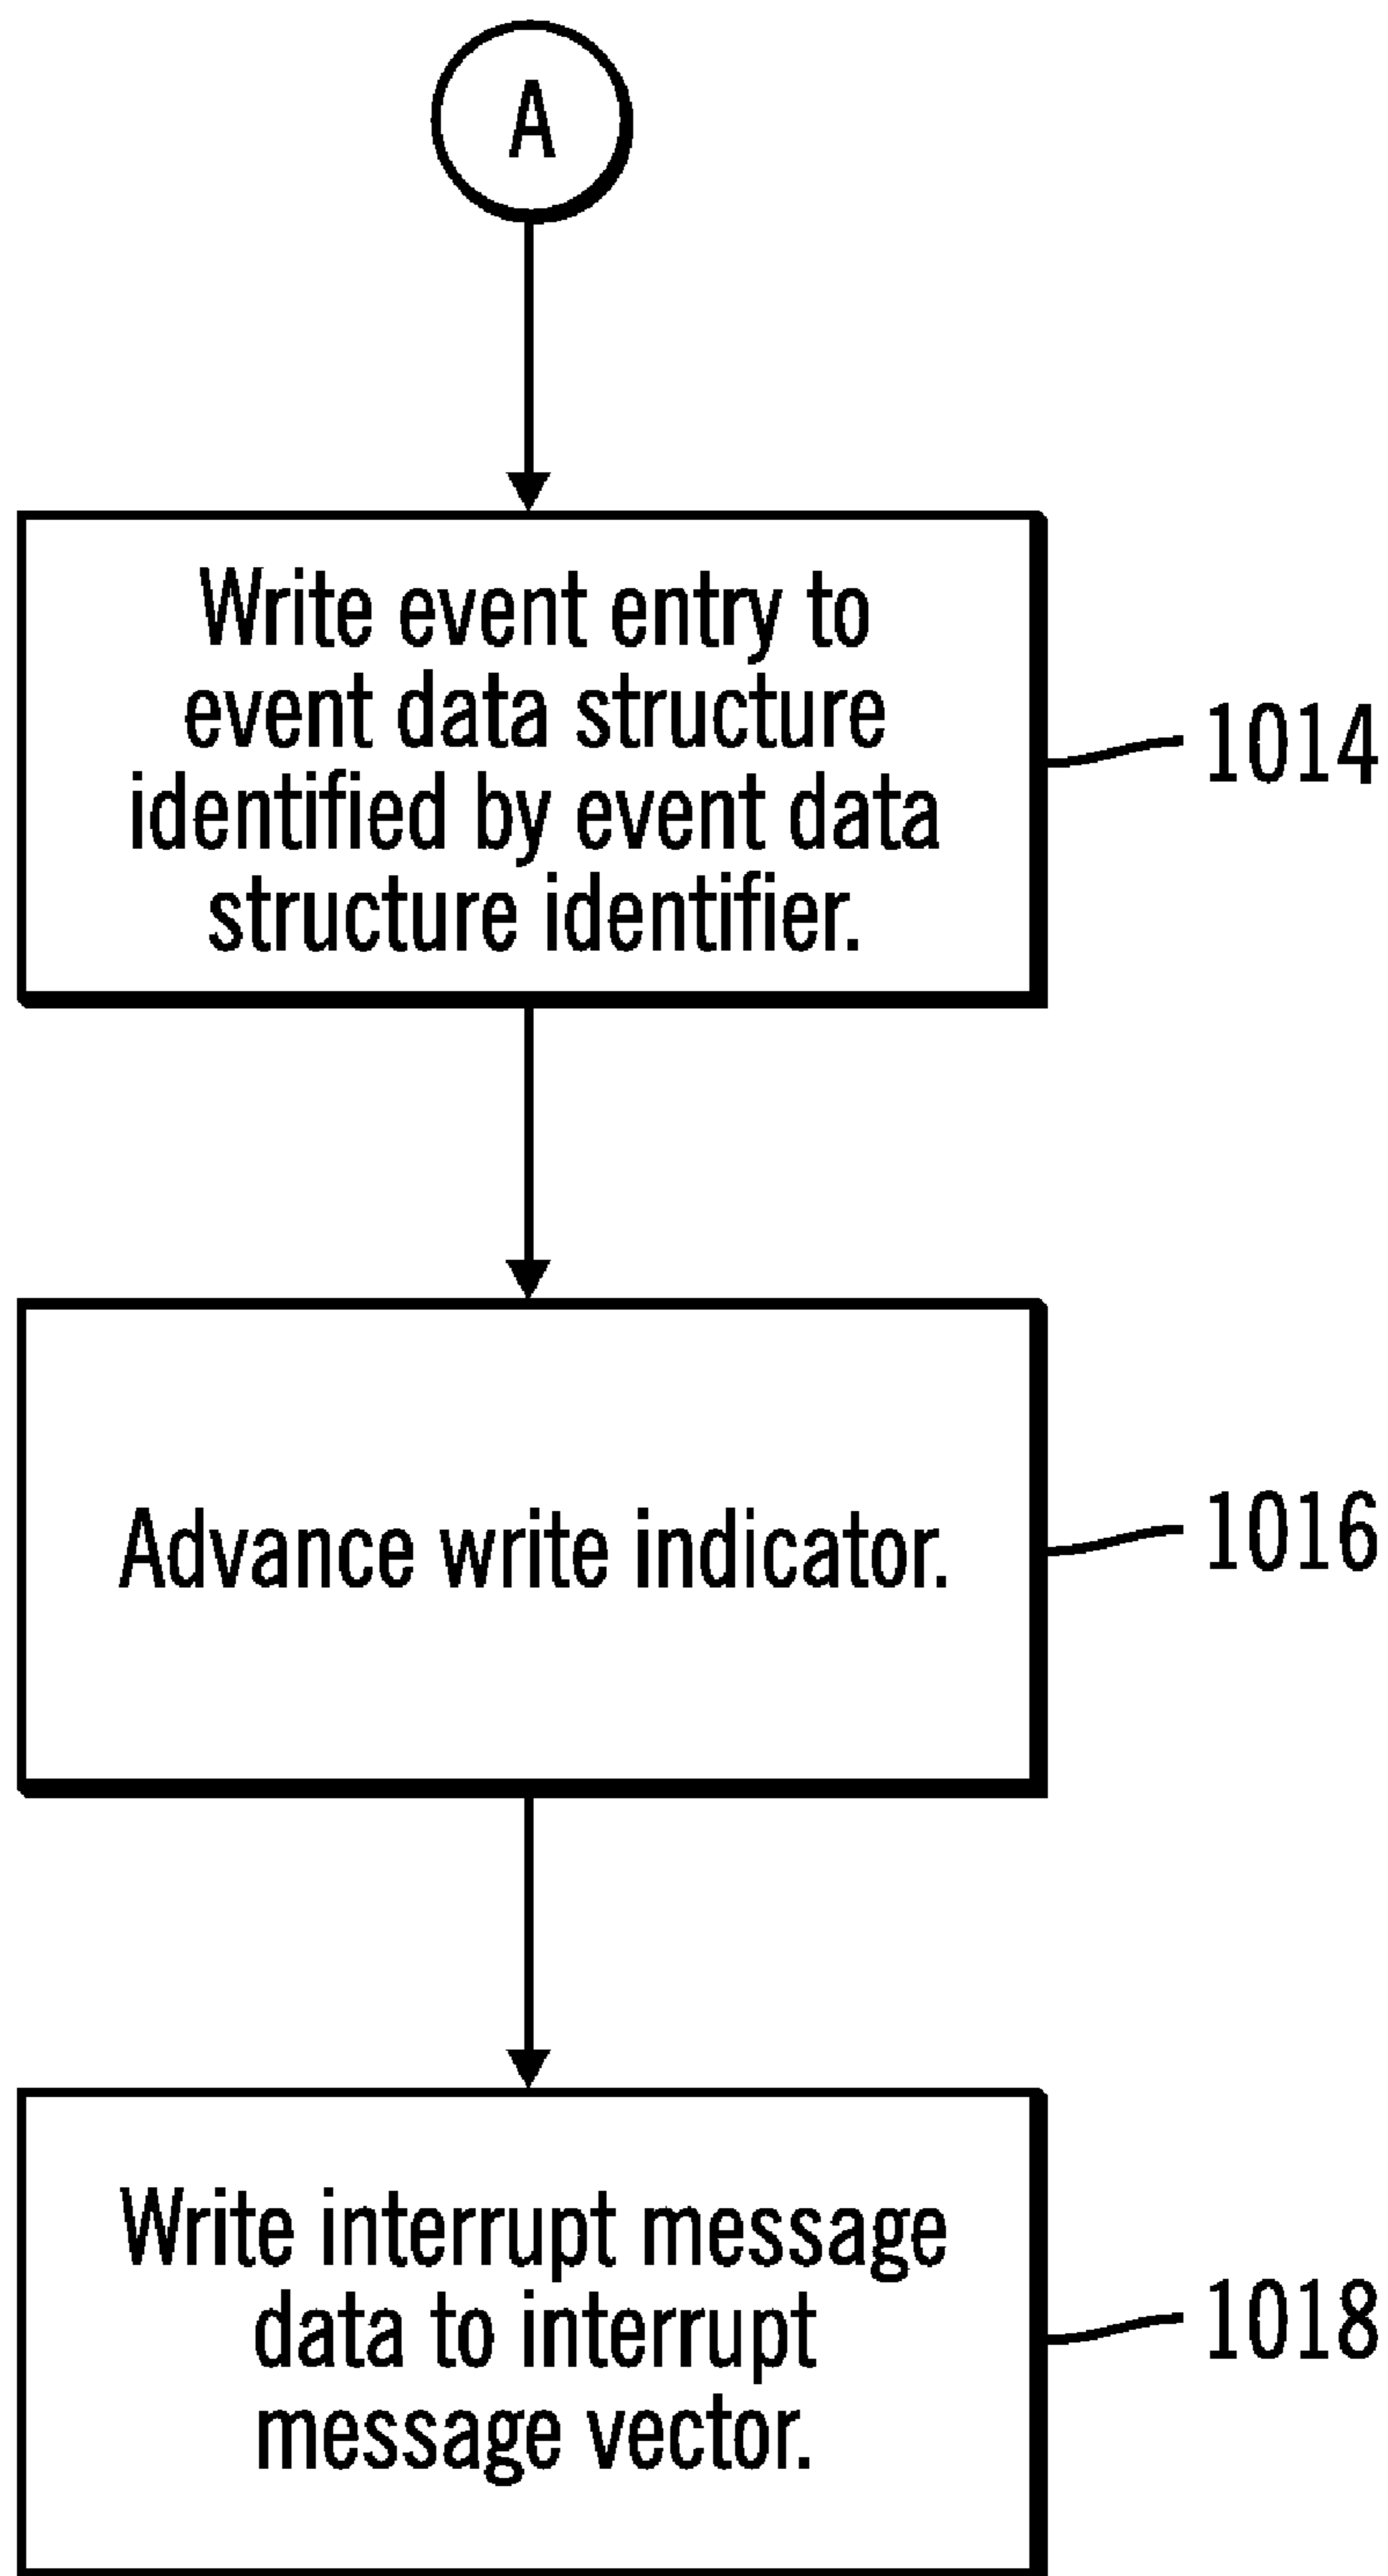 A
Write event entry to
event data structure
identified by event data
structure identifier.
1014
Advance write indicator.
1016
Write interrupt message
data to interrupt
message vector.
1018